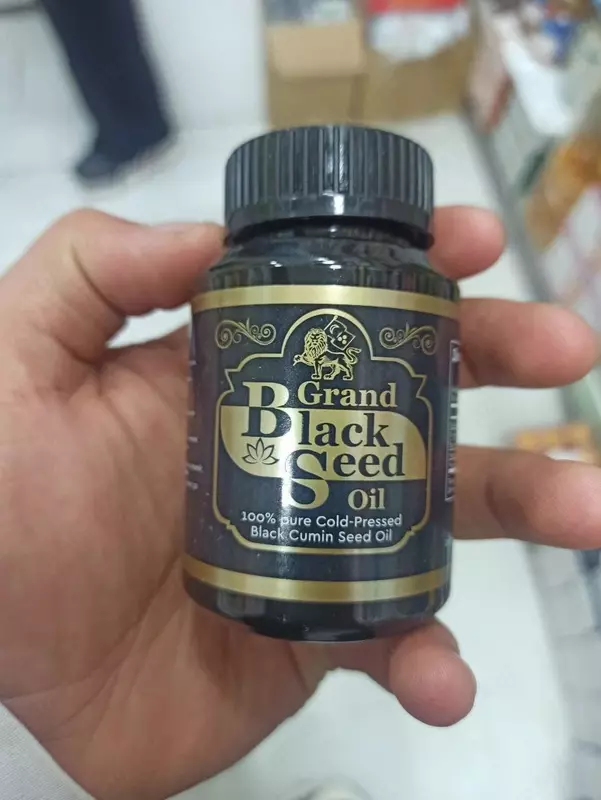 Grand
Black
Seed
Oil
100% pure Cold-Pressed
Black Cumin Seed Oil